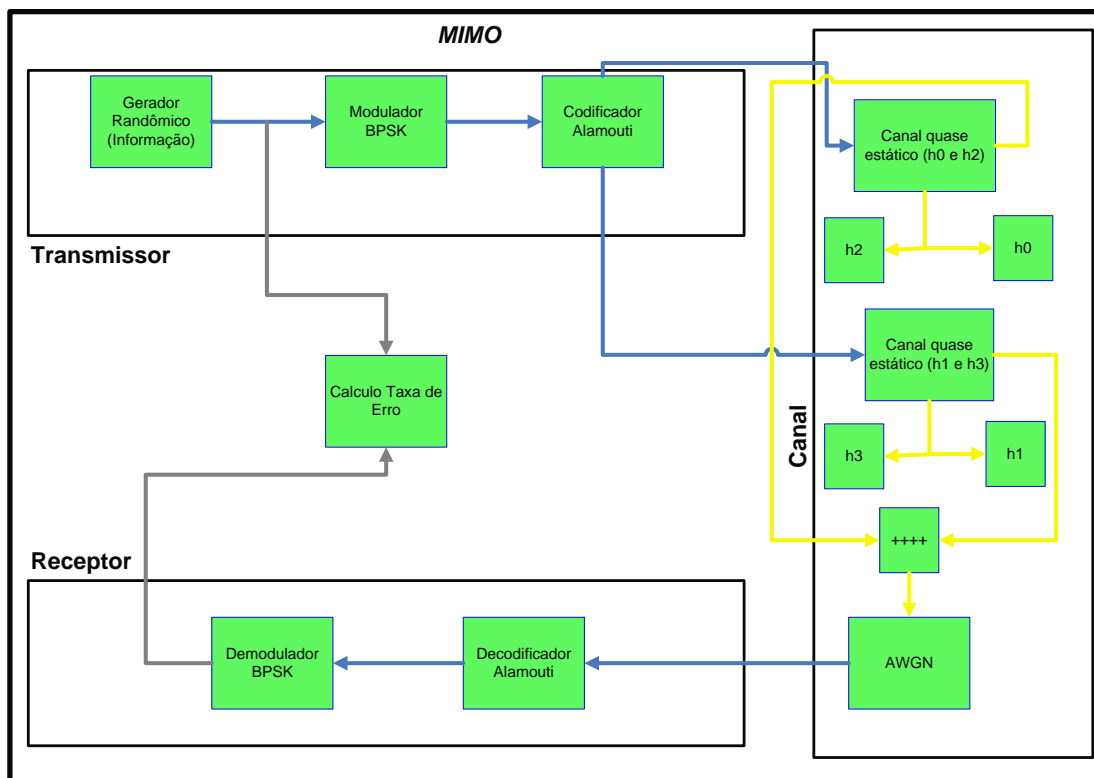 MIMO
Gerador
Randômico
(Informação)
Modulador
BPSK
Codificador
Alamouti
Canal quase
estático (h0 e h2)
Transmissor
h2
h0
Canal quase
estático (h1 e h3)
Calculo Taxa de
Erro
Canal
h3
h1
++++
Receptor
Demodulador
BPSK
Decodificador
Alamouti
AWGN